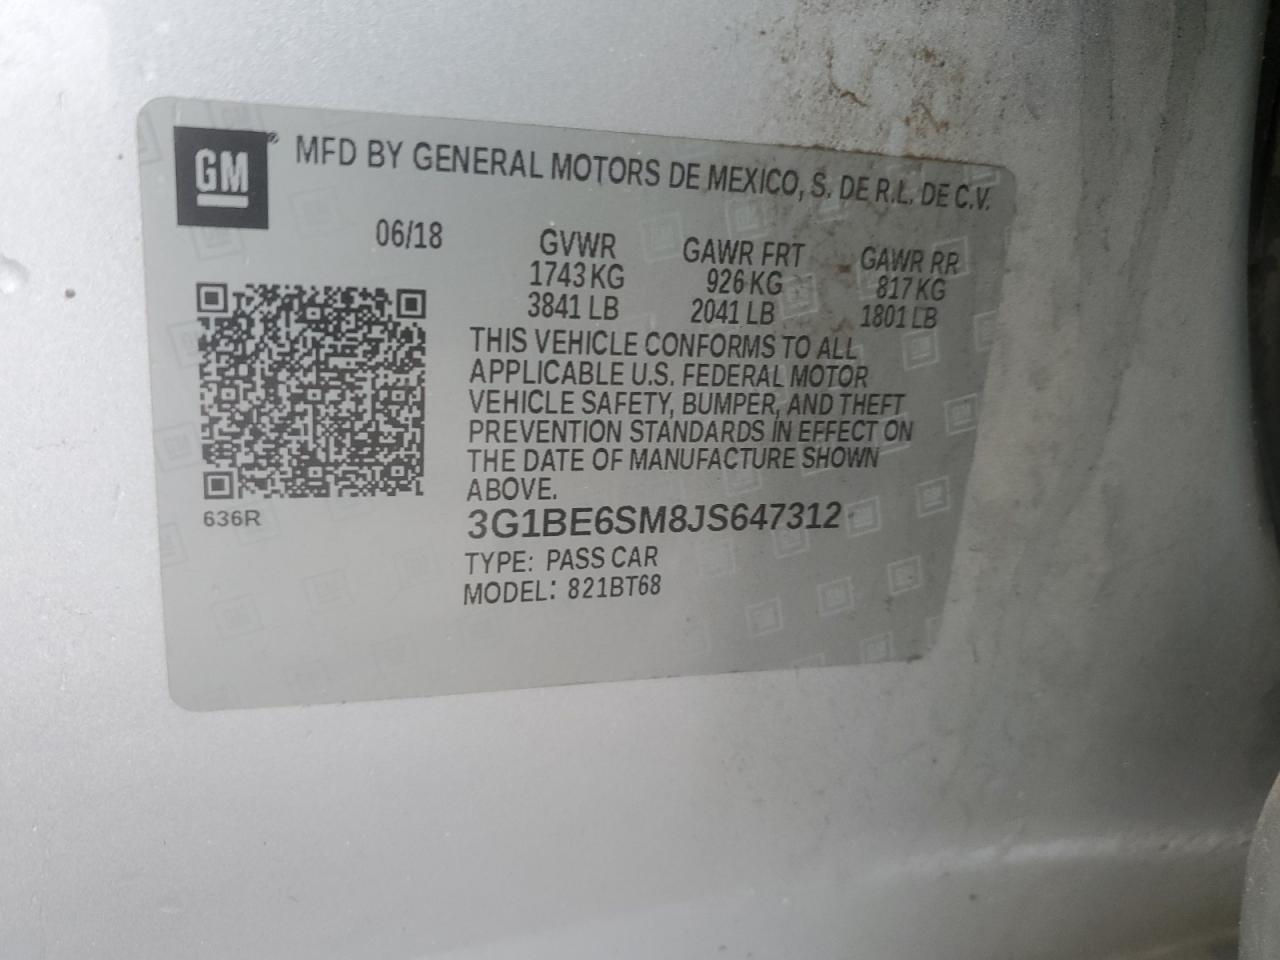 GM
MFD BY GENERAL MOTORS DE MEXICO, S. DE R.L. DE C.V.
06/18 GVWR GAWR FRT GAWR RR
1743 KG 926 KG 817 KG
3841 LB 2041 LB 1801 LB
THIS VEHICLE CONFORMS TO ALL
APPLICABLE U.S. FEDERAL MOTOR
VEHICLE SAFETY, BUMPER, AND THEFT
PREVENTION STANDARDS IN EFFECT ON
THE DATE OF MANUFACTURE SHOWN
ABOVE.
636R
3G1BE6SM8JS647312
TYPE: PASS CAR
MODEL: 821BT68